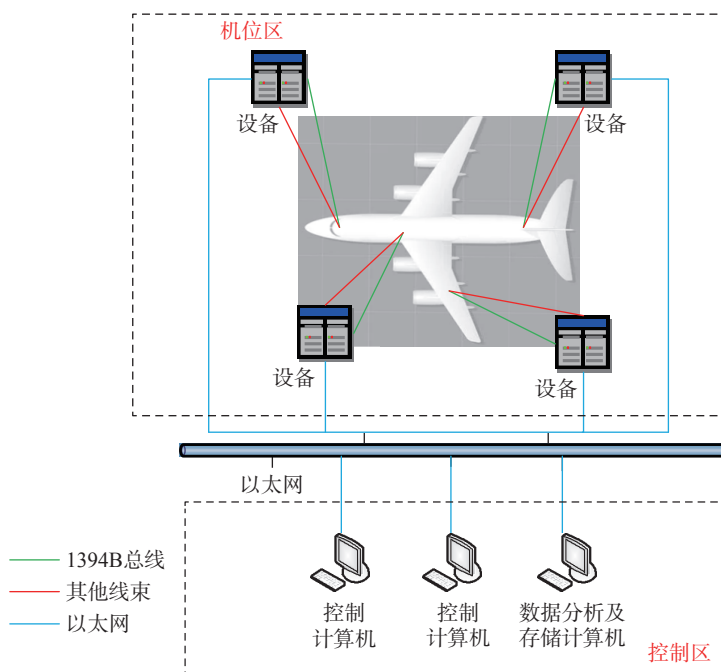 机位区
设备
设备
设备
设备
以太网
1394B总线
其他线束
以太网
控制
计算机
控制
计算机
数据分析及
存储计算机
控制区